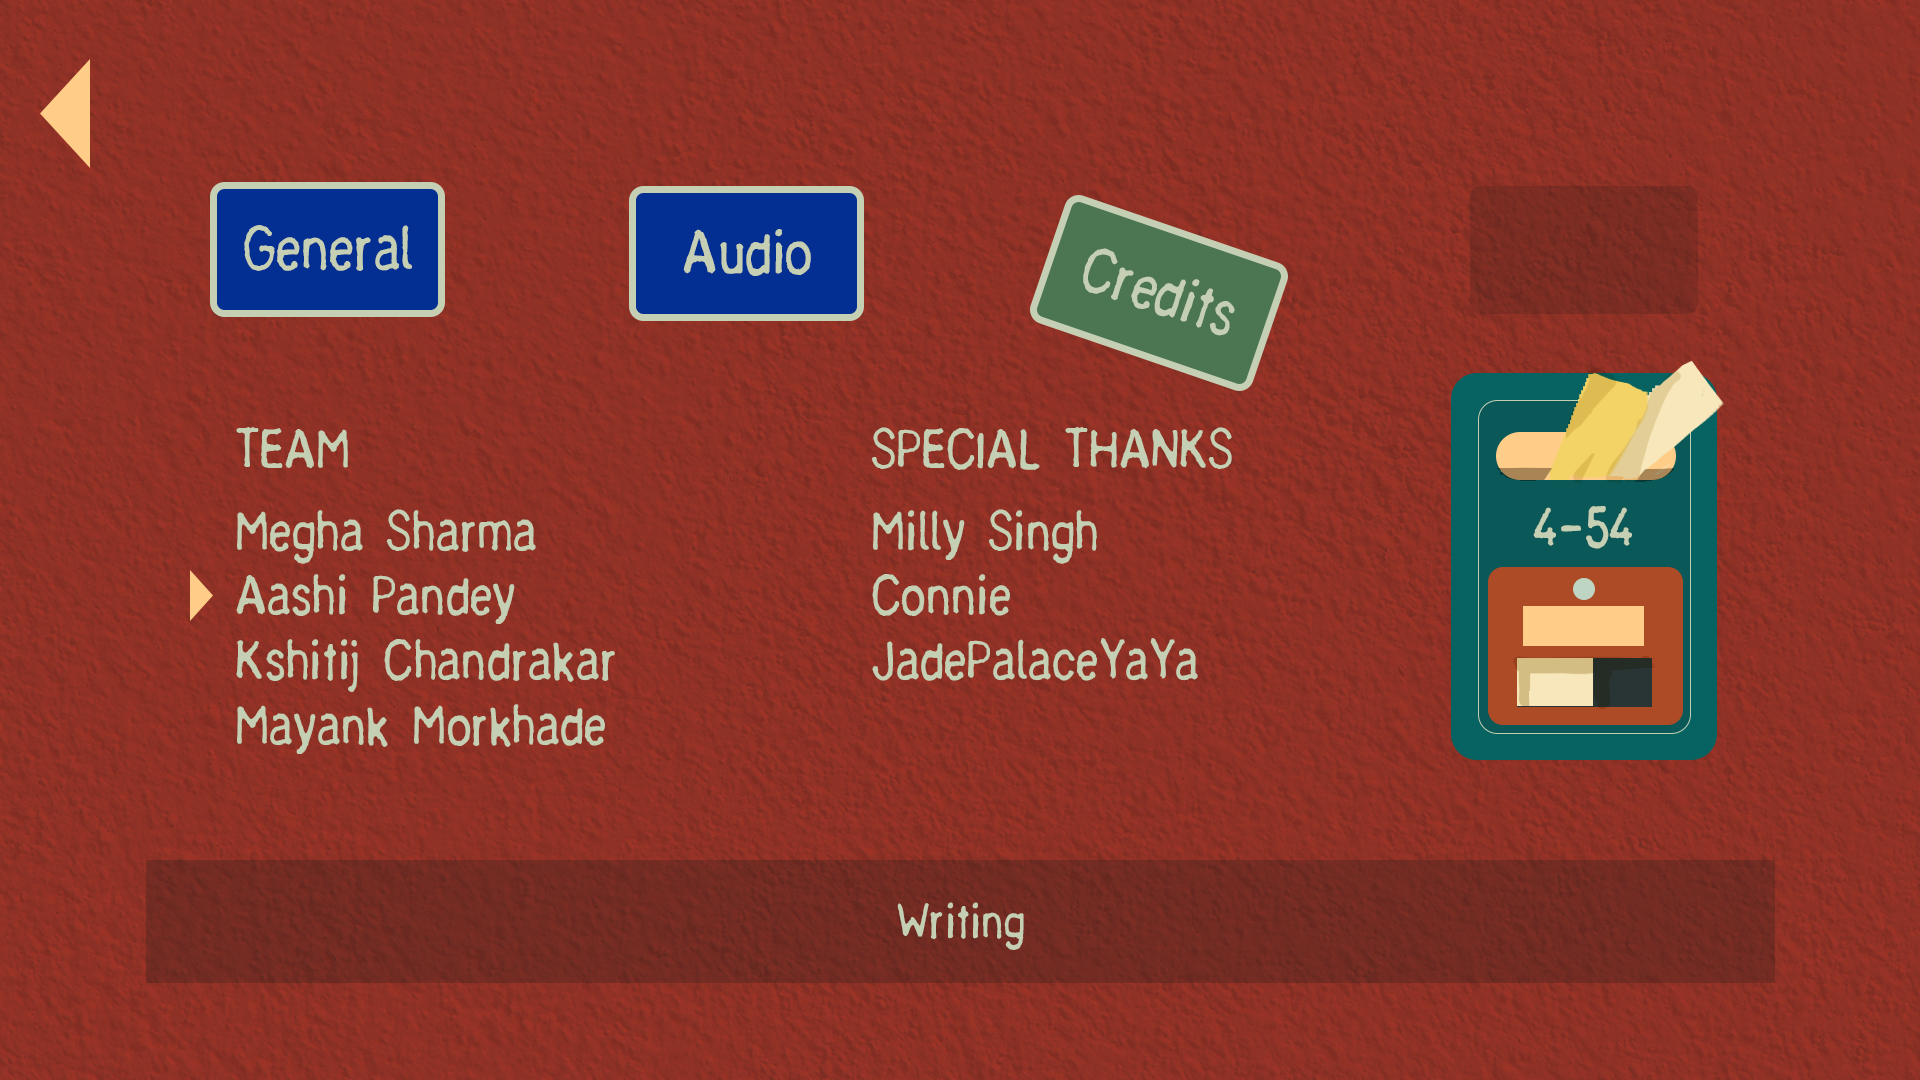 General
Audio
Credits
TEAM
Megha Sharma
Aashi Pandey
Kshitij Chandrakar
Mayank Morkhade
SPECIAL THANKS
Milly Singh
Connie
JadePalaceYaYa
4-54
Writing